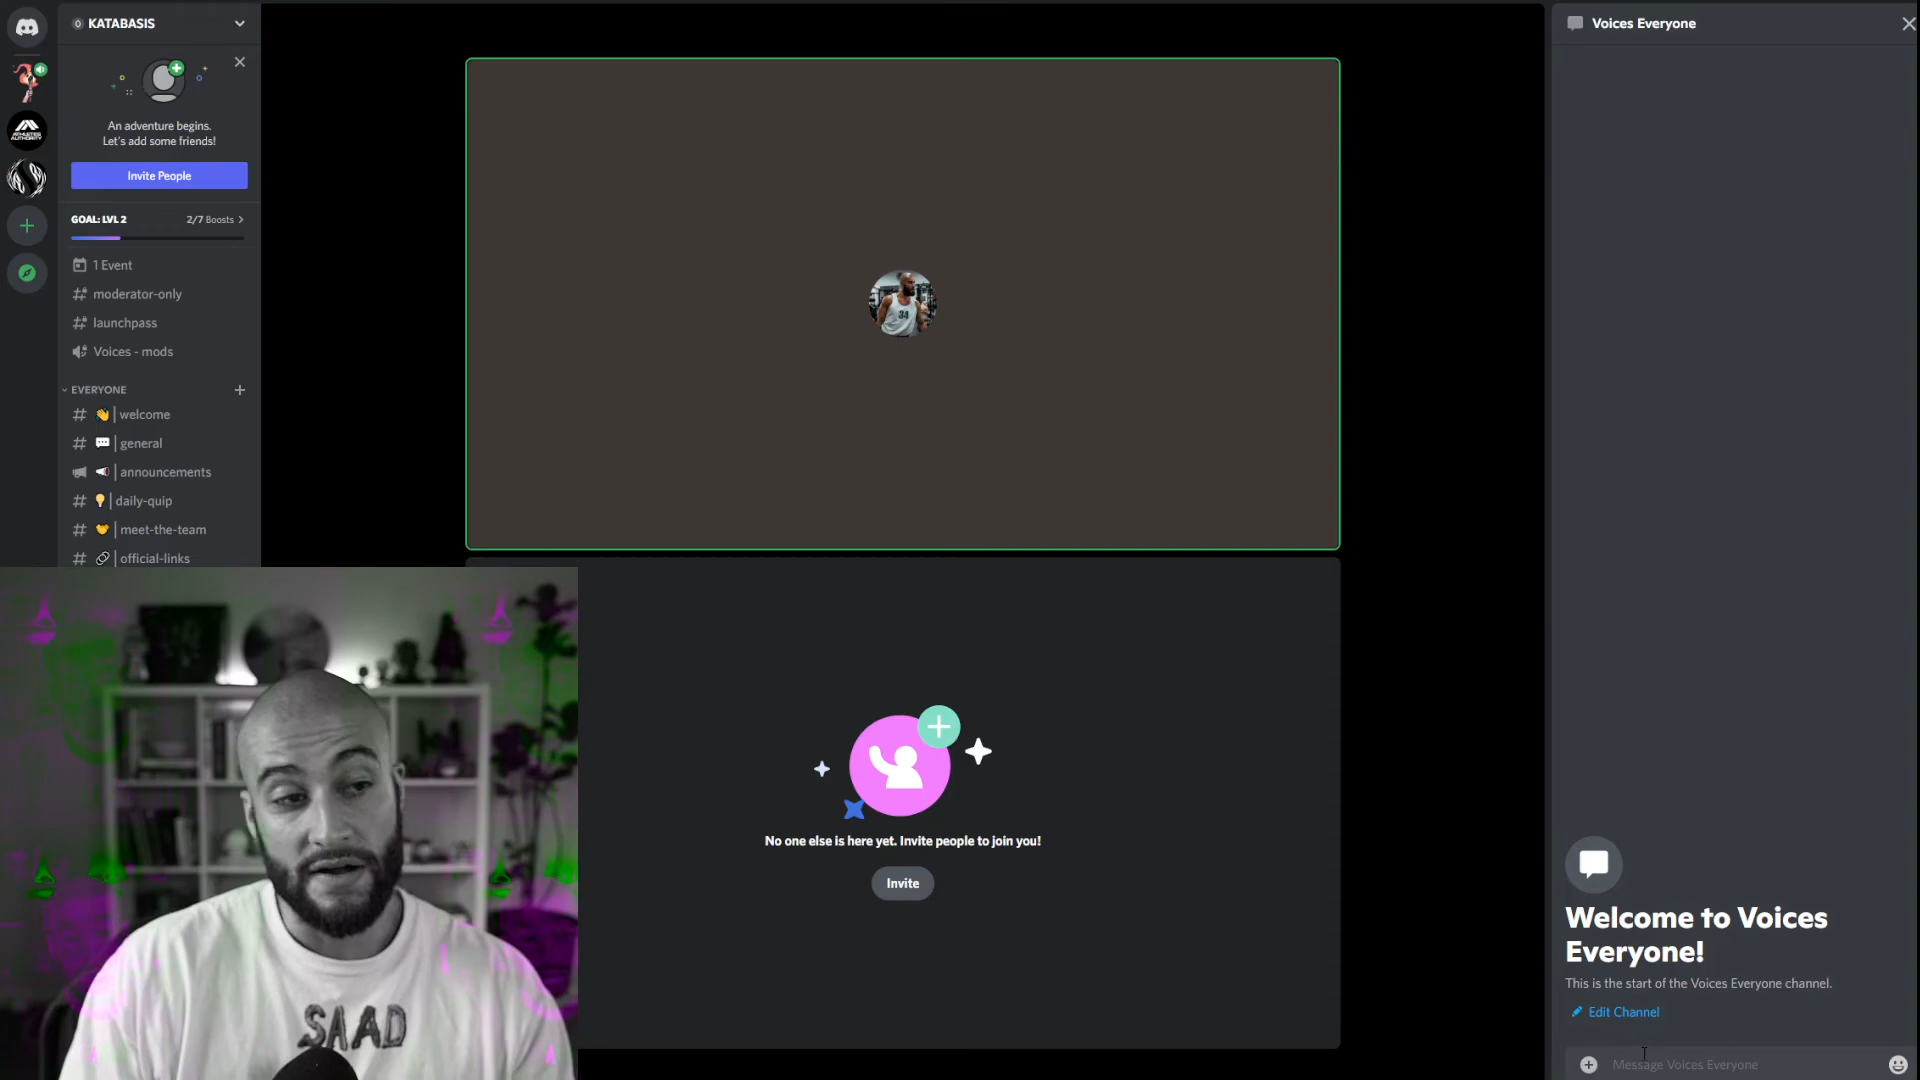 KATABASIS
An adventure begins.
Let's add some friends!
Invite People
GOAL: LVL 2
2/7 Boosts
1 Event
moderator-only
launchpass
Voices - mods
EVERYONE
welcome
general
announcements
daily-quip
meet-the-team
official-links
ATHLETES
AUTHORITY
34
SAAD
No one else is here yet. Invite people to join you!
Invite
Voices Everyone
Welcome to Voices
Everyone!
This is the start of the Voices Everyone channel.
Edit Channel
Message Voices Everyone